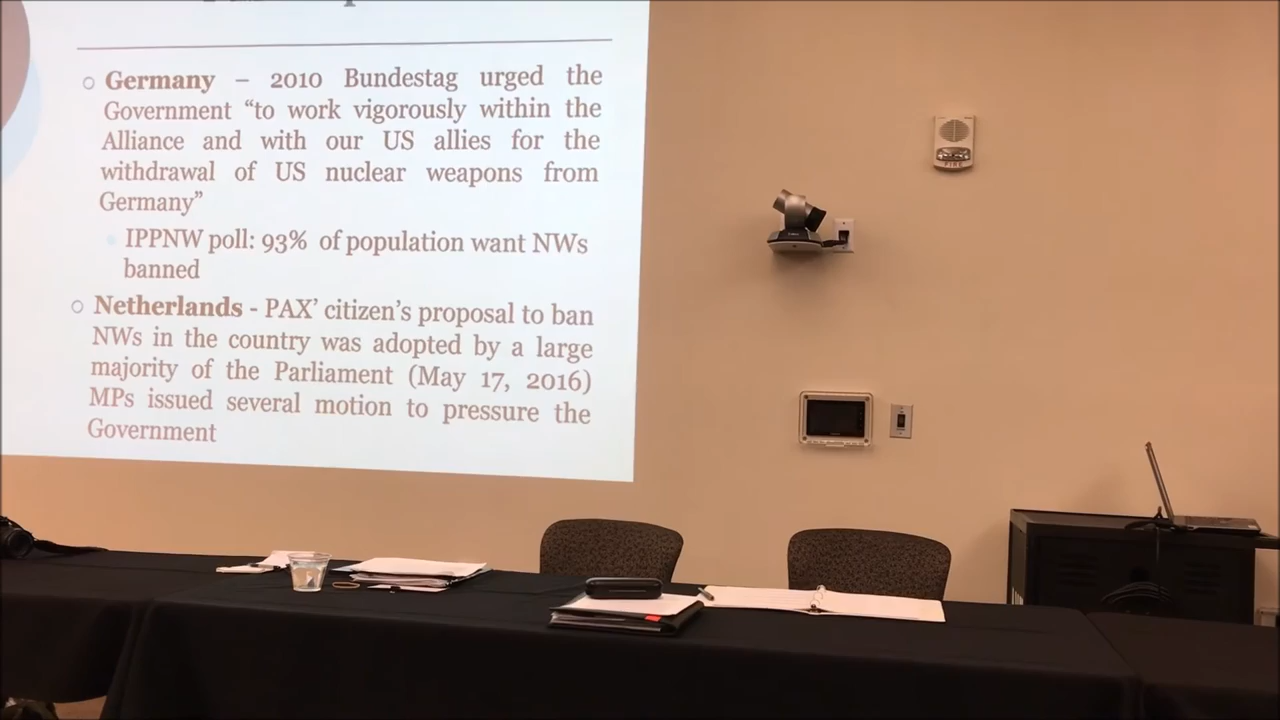 Germany – 2010 Bundestag urged the
Government “to work vigorously within the
Alliance and with our US allies for the
withdrawal of US nuclear weapons from
Germany”
IPPNW poll: 93% of population want NWs
banned
Netherlands - PAX’ citizen’s proposal to ban
NWs in the country was adopted by a large
majority of the Parliament (May 17, 2016)
MPs issued several motion to pressure the
Government
FIRE